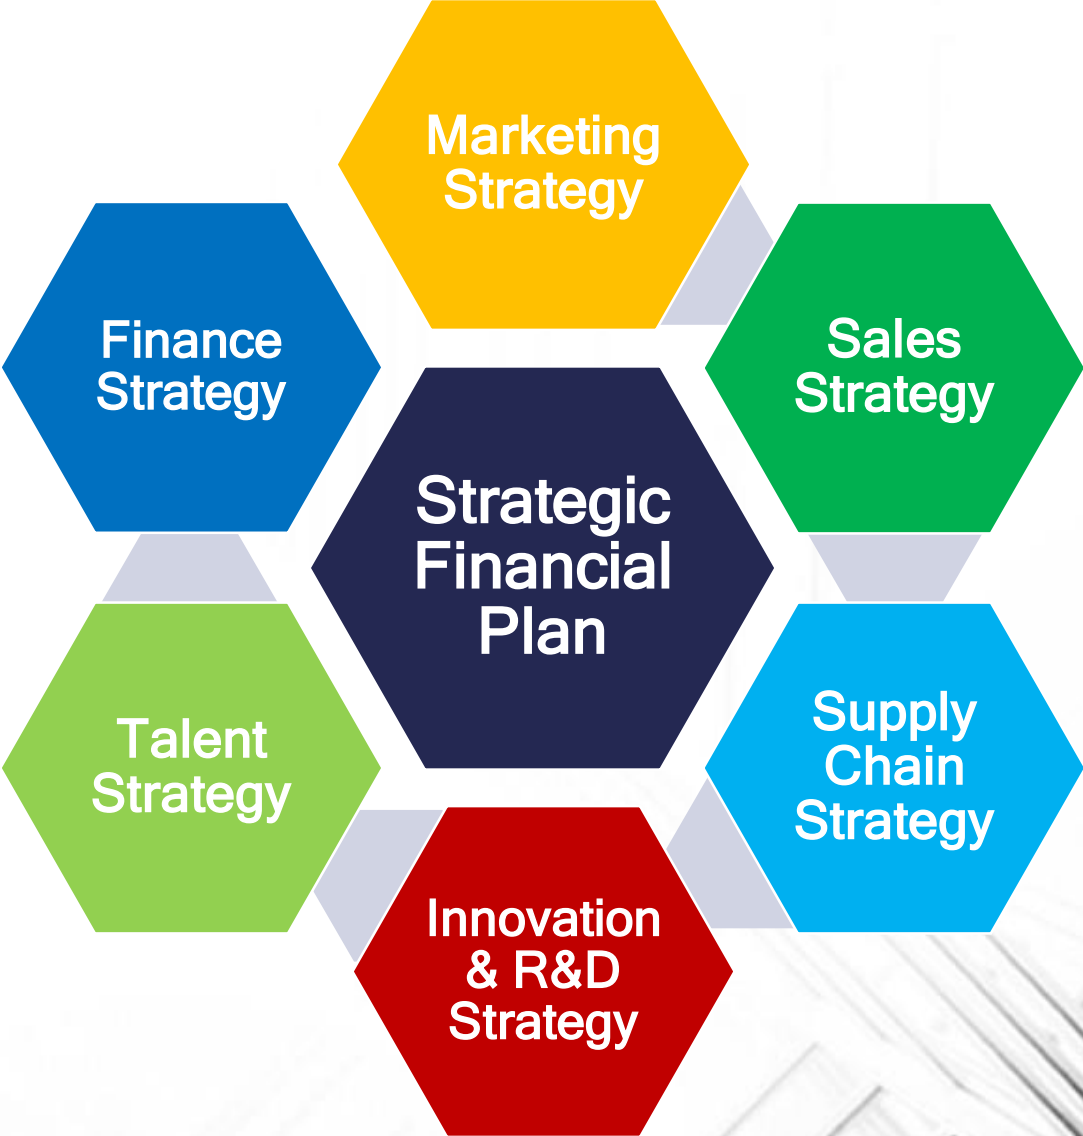 Marketing
Strategy
Finance
Strategy
Sales
Strategy
Strategic
Financial
Plan
Talent
Strategy
Supply
Chain
Strategy
Innovation
& R&D
Strategy